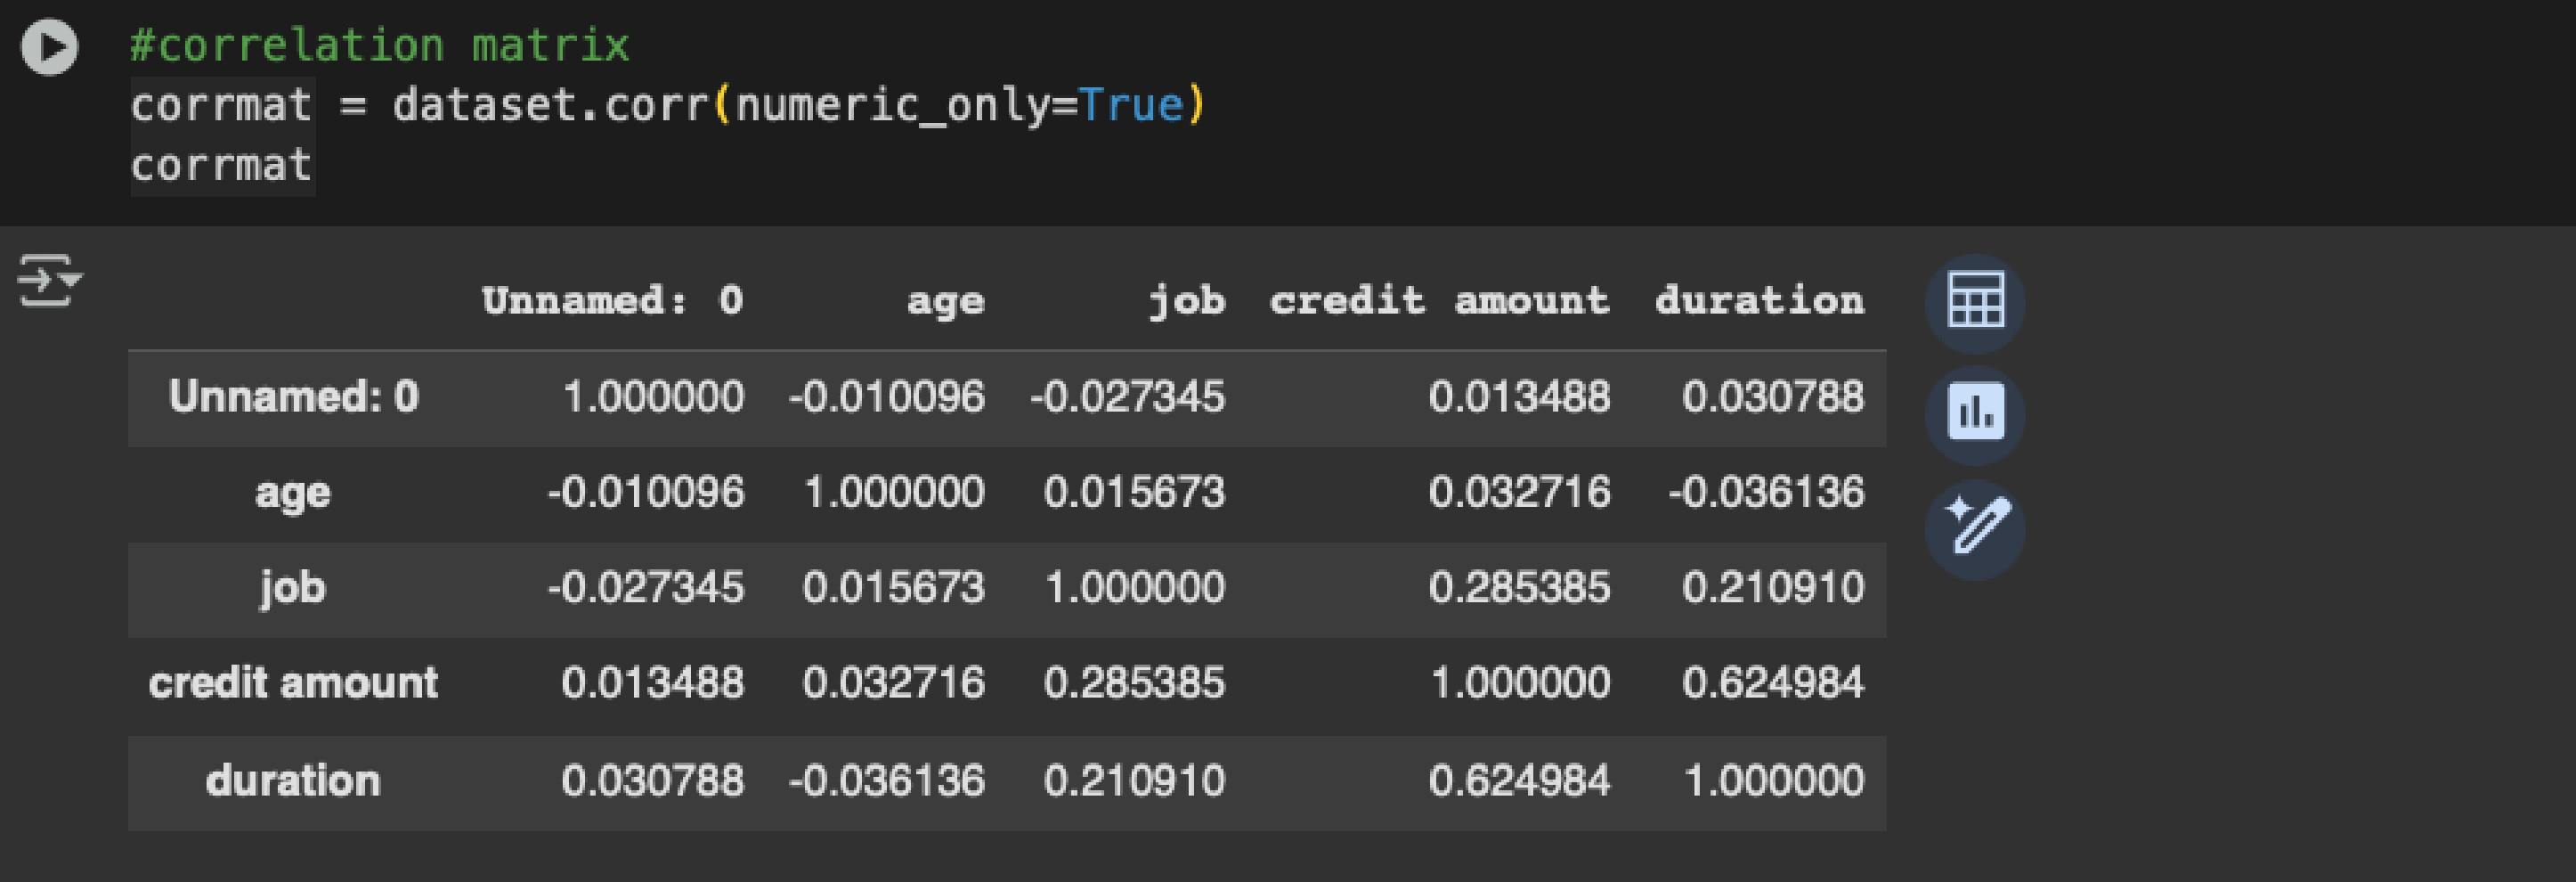 #correlation matrix
corrmat = dataset.corr(numeric_only=True)
corrmat
Unnamed: 0 age job credit amount duration
Unnamed: 0 1.000000 -0.010096 -0.027345 0.013488 0.030788
age -0.010096 1.000000 0.015673 0.032716 -0.036136
job -0.027345 0.015673 1.000000 0.285385 0.210910
credit amount 0.013488 0.032716 0.285385 1.000000 0.624984
duration 0.030788 -0.036136 0.210910 0.624984 1.000000